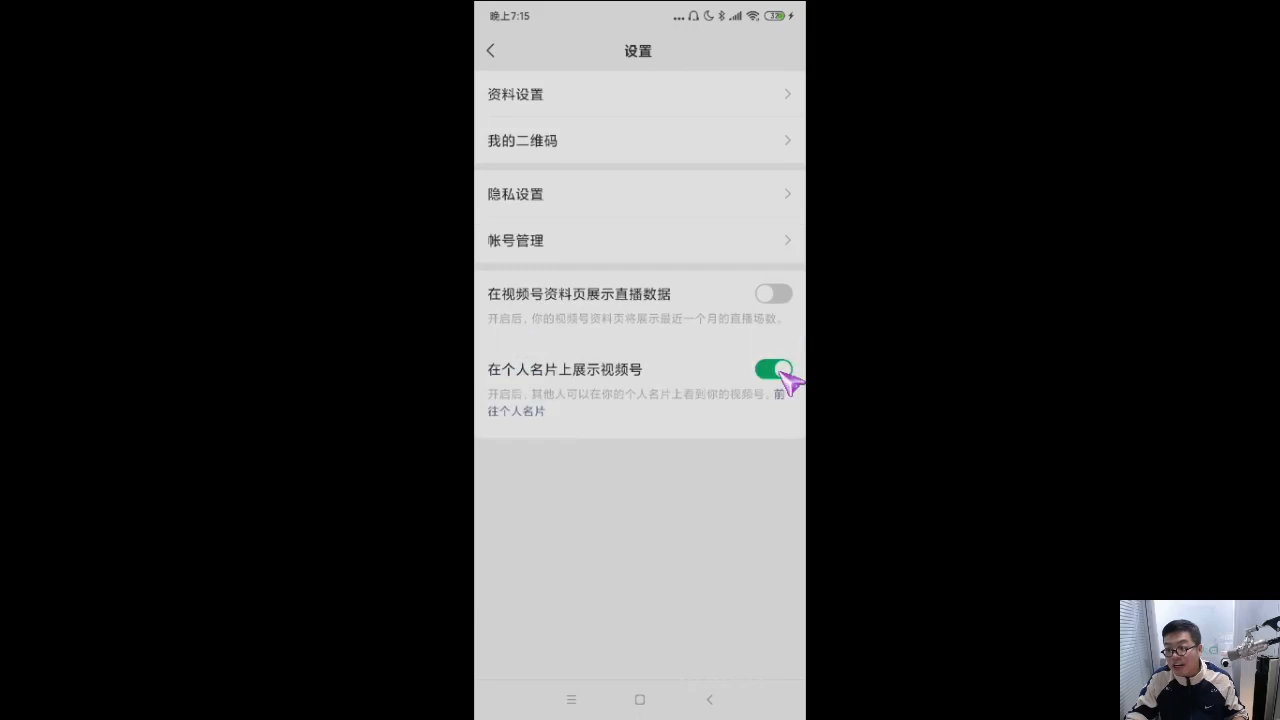 晚上7:15
32
设置
资料设置
我的二维码
隐私设置
帐号管理
在视频号资料页展示直播数据
开启后，你的视频号资料页将展示最近一个月的直播场数。
在个人名片上展示视频号
开启后，其他人可以在你的个人名片上看到你的视频号。前
往个人名片